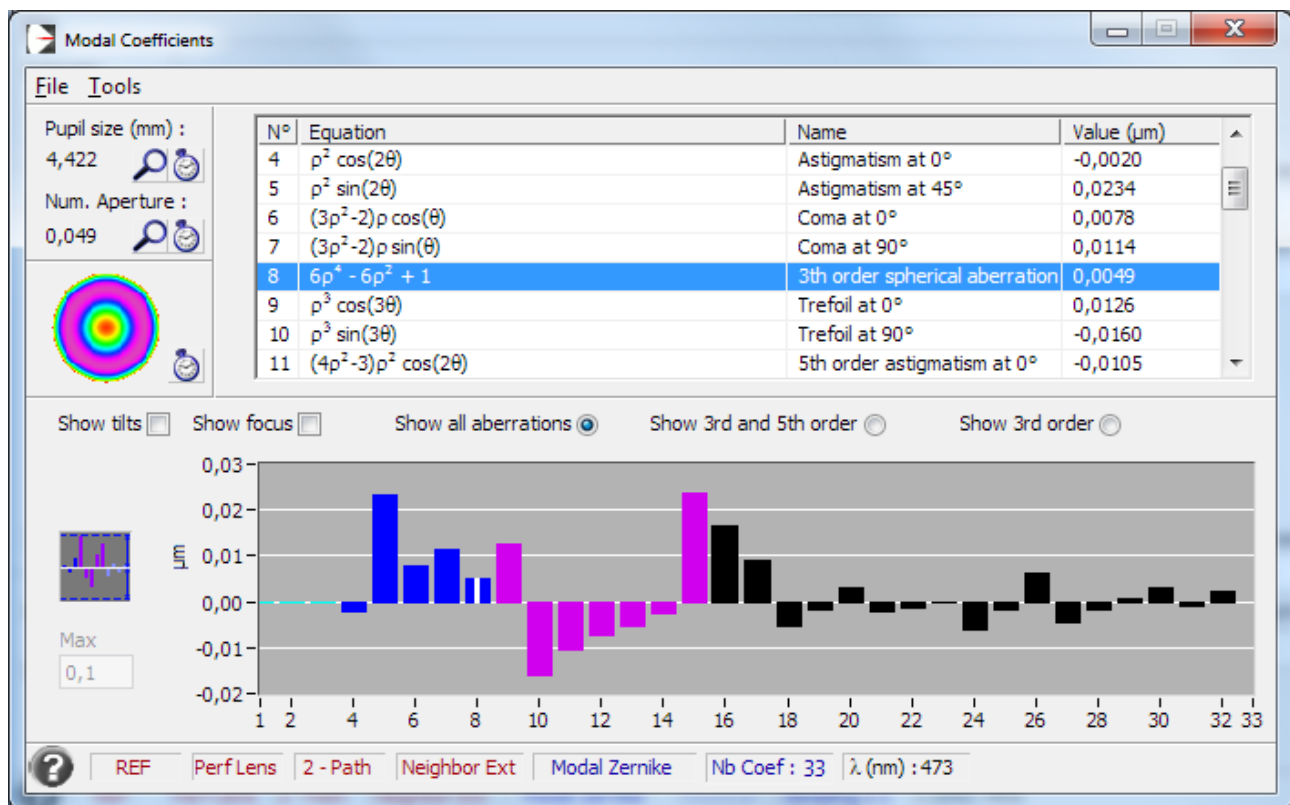 Modal Coefficients
File Tools
Pupil size (mm) :
4,422
Num. Aperture :
0,049
N° Equation Name Value (µm)
4 ρ² cos(2θ) Astigmatism at 0° -0,0020
5 ρ² sin(2θ) Astigmatism at 45° 0,0234
6 (3ρ²-2)ρ cos(θ) Coma at 0° 0,0078
7 (3ρ²-2)ρ sin(θ) Coma at 90° 0,0114
8 6ρ⁴ - 6ρ² + 1 3th order spherical aberration 0,0049
9 ρ³ cos(3θ) Trefoil at 0° 0,0126
10 ρ³ sin(3θ) Trefoil at 90° -0,0160
11 (4ρ²-3)ρ² cos(2θ) 5th order astigmatism at 0° -0,0105
Show tilts Show focus Show all aberrations Show 3rd and 5th order Show 3rd order
0,03
0,02
0,01
0,00
-0,01
-0,02
µm
Max
0,1
1 2 4 6 8 10 12 14 16 18 20 22 24 26 28 30 32 33
? REF Perf Lens 2 - Path Neighbor Ext Modal Zernike Nb Coef : 33 λ (nm) : 473